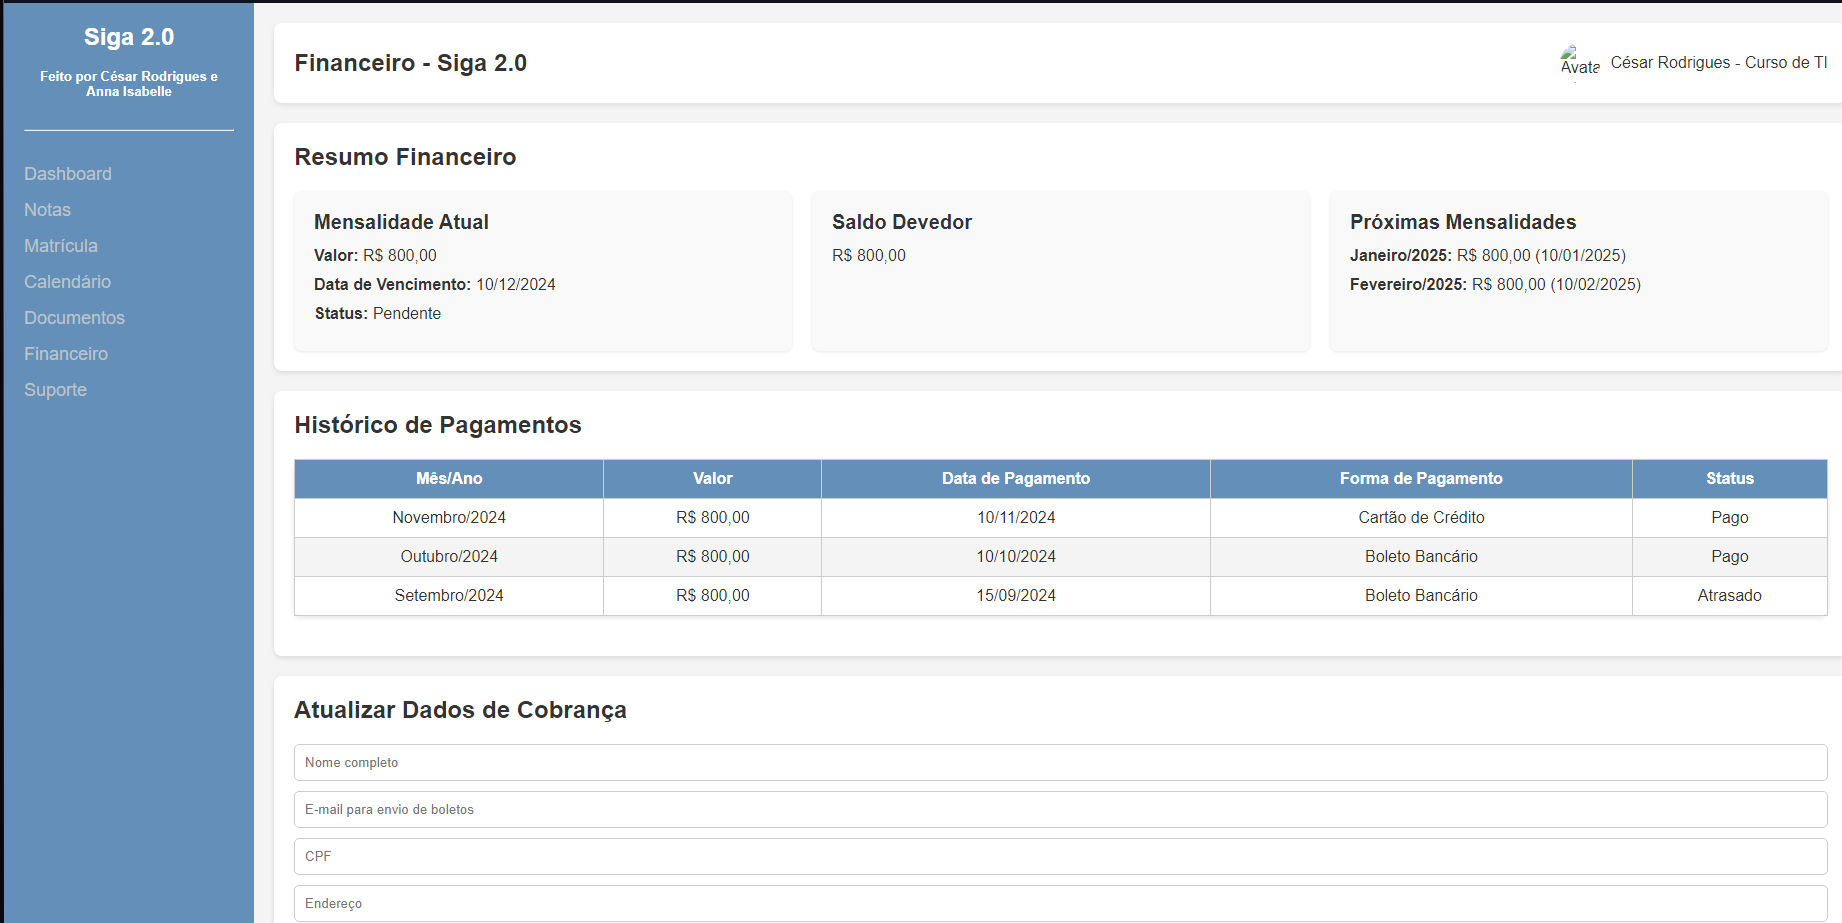 Siga 2.0
Feito por César Rodrigues e
Anna Isabelle
Dashboard
Notas
Matrícula
Calendário
Documentos
Financeiro
Suporte
Financeiro - Siga 2.0
Avata
César Rodrigues - Curso de TI
Resumo Financeiro
Mensalidade Atual
Valor: R$ 800,00
Data de Vencimento: 10/12/2024
Status: Pendente
Saldo Devedor
R$ 800,00
Próximas Mensalidades
Janeiro/2025: R$ 800,00 (10/01/2025)
Fevereiro/2025: R$ 800,00 (10/02/2025)
Histórico de Pagamentos
Mês/Ano Valor Data de Pagamento Forma de Pagamento Status
Novembro/2024 R$ 800,00 10/11/2024 Cartão de Crédito Pago
Outubro/2024 R$ 800,00 10/10/2024 Boleto Bancário Pago
Setembro/2024 R$ 800,00 15/09/2024 Boleto Bancário Atrasado
Atualizar Dados de Cobrança
Nome completo
E-mail para envio de boletos
CPF
Endereço